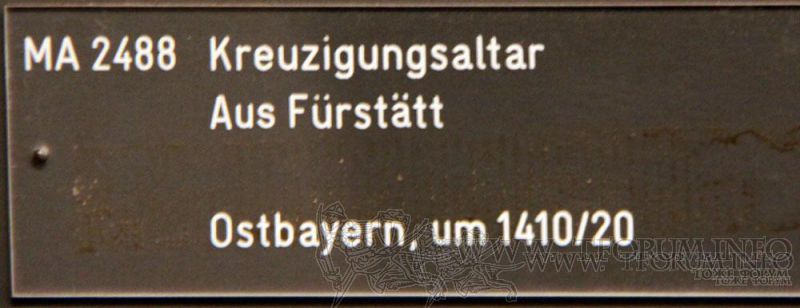 MA 2488 Kreuzigungsaltar
Aus Fürstätt
Ostbayern, um 1410/20